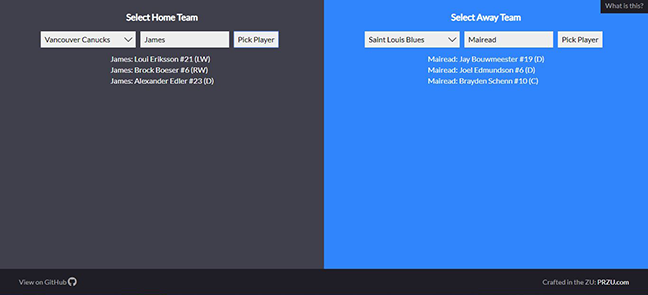 What is this?
Select Home Team
Vancouver Canucks James Pick Player
James: Loui Eriksson #21 (LW)
James: Brock Boeser #6 (RW)
James: Alexander Edler #23 (D)
Select Away Team
Saint Louis Blues Mairead Pick Player
Mairead: Jay Bouwmeester #19 (D)
Mairead: Joel Edmundson #6 (D)
Mairead: Brayden Schenn #10 (C)
View on GitHub
Crafted in the ZU: PRZU.com